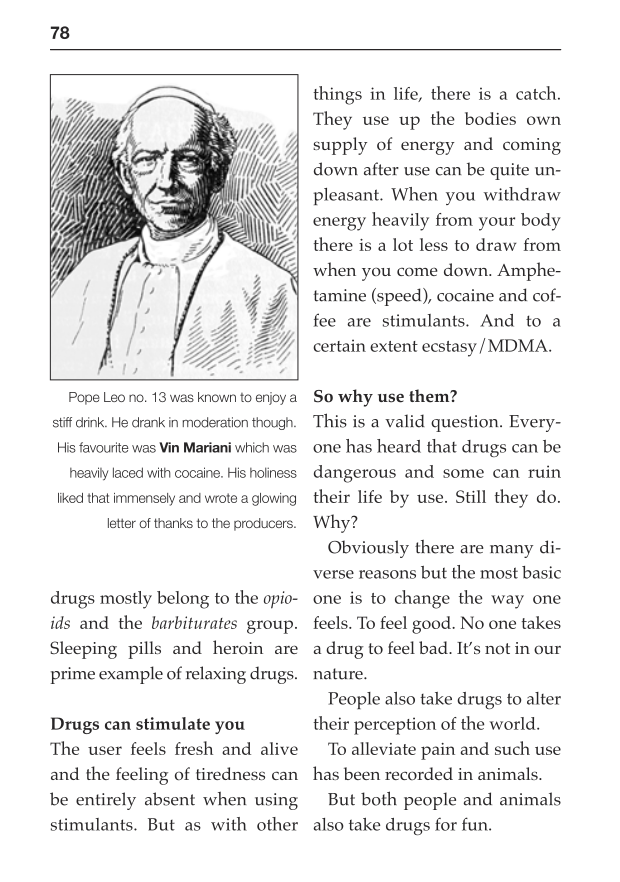 78
Pope Leo no. 13 was known to enjoy a
stiff drink. He drank in moderation though.
His favourite was Vin Mariani which was
heavily laced with cocaine. His holiness
liked that immensely and wrote a glowing
letter of thanks to the producers.
drugs mostly belong to the opio-
ids and the barbiturates group.
Sleeping pills and heroin are
prime example of relaxing drugs.
Drugs can stimulate you
The user feels fresh and alive
and the feeling of tiredness can
be entirely absent when using
stimulants. But as with other
things in life, there is a catch.
They use up the bodies own
supply of energy and coming
down after use can be quite un-
pleasant. When you withdraw
energy heavily from your body
there is a lot less to draw from
when you come down. Amphe-
tamine (speed), cocaine and cof-
fee are stimulants. And to a
certain extent ecstasy/MDMA.
So why use them?
This is a valid question. Every-
one has heard that drugs can be
dangerous and some can ruin
their life by use. Still they do.
Why?
Obviously there are many di-
verse reasons but the most basic
one is to change the way one
feels. To feel good. No one takes
a drug to feel bad. It's not in our
nature.
People also take drugs to alter
their perception of the world.
To alleviate pain and such use
has been recorded in animals.
But both people and animals
also take drugs for fun.